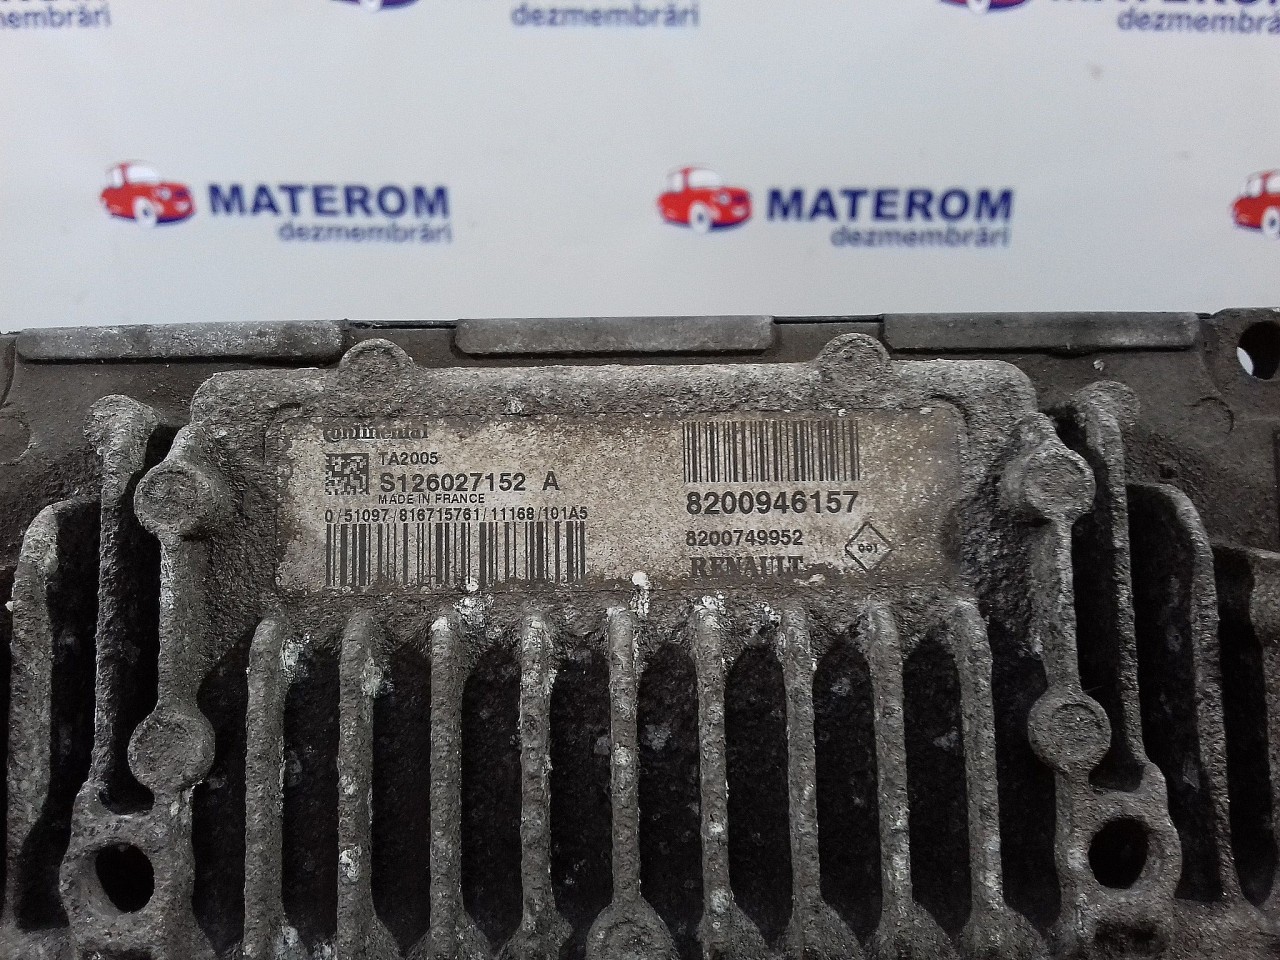 dezmembrări
dezmembrări
dezmembră
MATEROM
dezmembrări
MATEROM
dezmembrări
Continental
TA2005
S126027152 A
MADE IN FRANCE
0/51097/816715761/11168/101A5
8200946157
8200749952
RENAULT